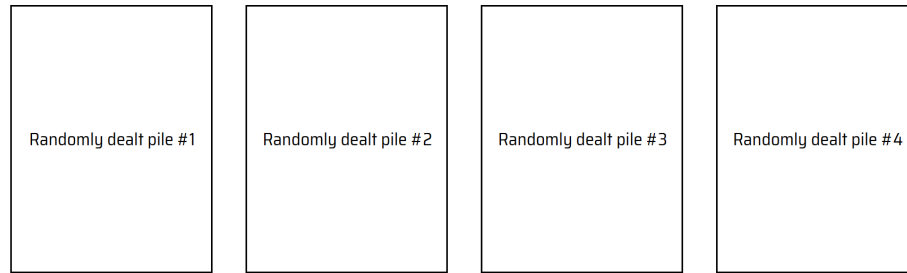 Randomly dealt pile #1
Randomly dealt pile #2
Randomly dealt pile #3
Randomly dealt pile #4